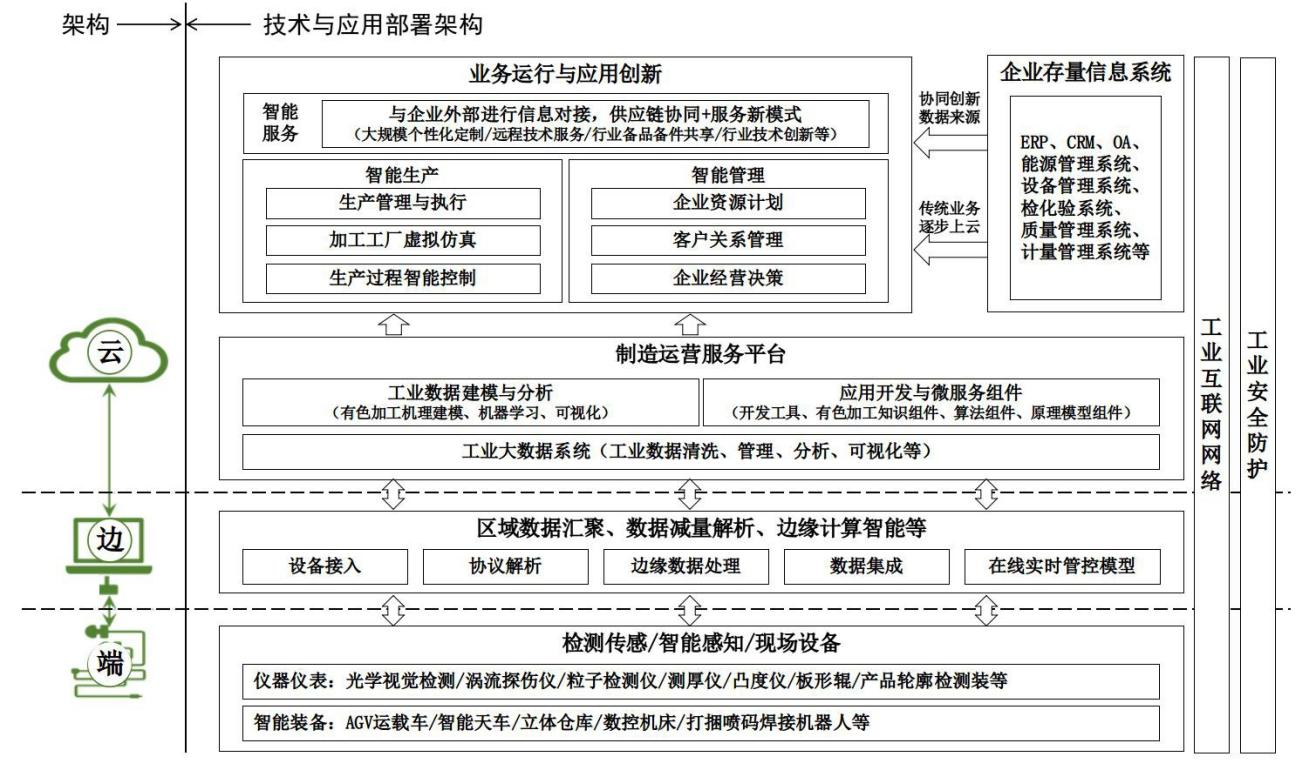 架构
技术与应用部署架构
业务运行与应用创新
智能
服务
与企业外部进行信息对接，供应链协同+服务新模式
（大规模个性化定制/远程技术服务/行业备品备件共享/行业技术创新等）
智能生产
生产管理与执行
加工工厂虚拟仿真
生产过程智能控制
智能管理
企业资源计划
客户关系管理
企业经营决策
协同创新
数据来源
传统业务
逐步上云
企业存量信息系统
ERP、CRM、OA、
能源管理系统、
设备管理系统、
检化验系统、
质量管理系统、
计量管理系统等
云
制造运营服务平台
工业数据建模与分析
（有色加工机理建模、机器学习、可视化）
应用开发与微服务组件
（开发工具、有色加工知识组件、算法组件、原理模型组件）
工业大数据系统（工业数据清洗、管理、分析、可视化等）
边
区域数据汇聚、数据减量解析、边缘计算智能等
设备接入
协议解析
边缘数据处理
数据集成
在线实时管控模型
端
检测传感/智能感知/现场设备
仪器仪表：光学视觉检测/涡流探伤仪/粒子检测仪/测厚仪/凸度仪/板形辊/产品轮廓检测装等
智能装备：AGV运载车/智能天车/立体仓库/数控机床/打捆喷码焊接机器人等
工业互联网网络
工业安全防护